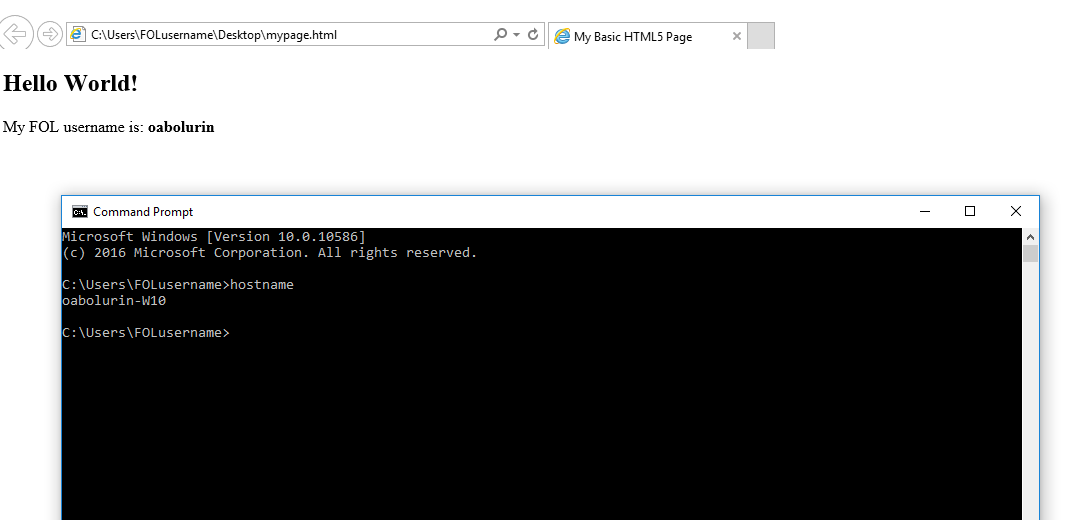 C:\Users\FOLusername\Desktop\mypage.html
My Basic HTML5 Page
Hello World!
My FOL username is: oabolurin
Command Prompt
Microsoft Windows [Version 10.0.10586]
(c) 2016 Microsoft Corporation. All rights reserved.
C:\Users\FOLusername>hostname
oabolurin-W10
C:\Users\FOLusername>